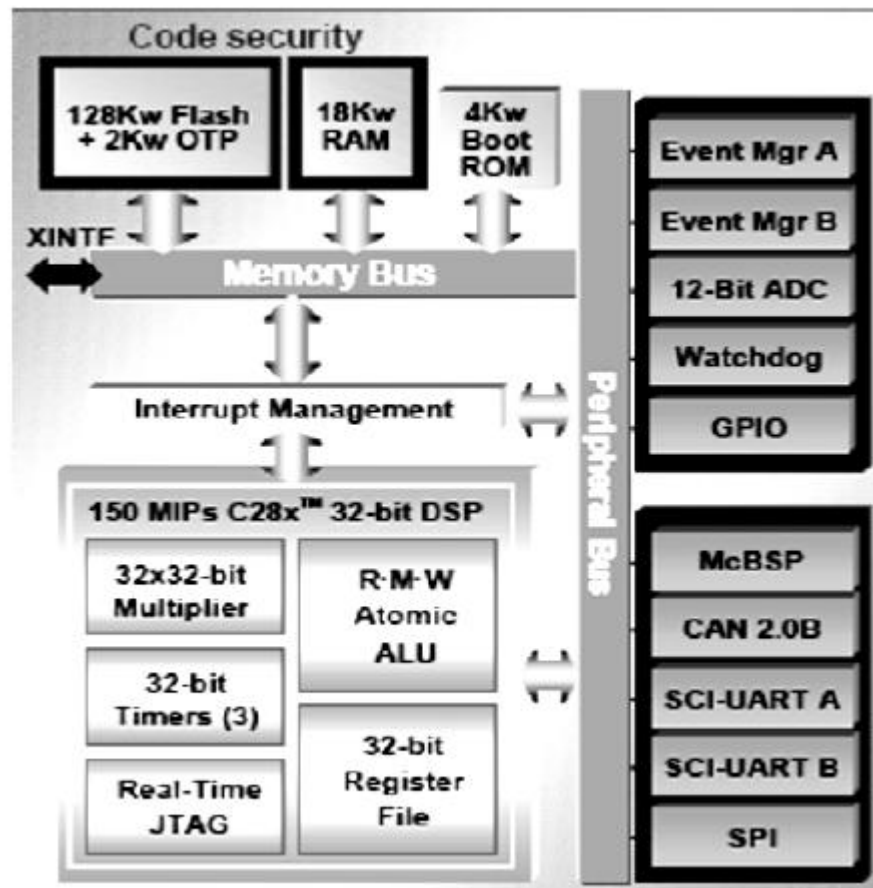 Code security
128Kw Flash
+ 2Kw OTP
18Kw
RAM
4Kw
Boot
ROM
XINTF
Memory Bus
Interrupt Management
150 MIPs C28x™ 32-bit DSP
32x32-bit
Multiplier
R-M-W
Atomic
ALU
32-bit
Timers (3)
32-bit
Register
File
Real-Time
JTAG
Peripheral Bus
Event Mgr A
Event Mgr B
12-Bit ADC
Watchdog
GPIO
McBSP
CAN 2.0B
SCI-UART A
SCI-UART B
SPI